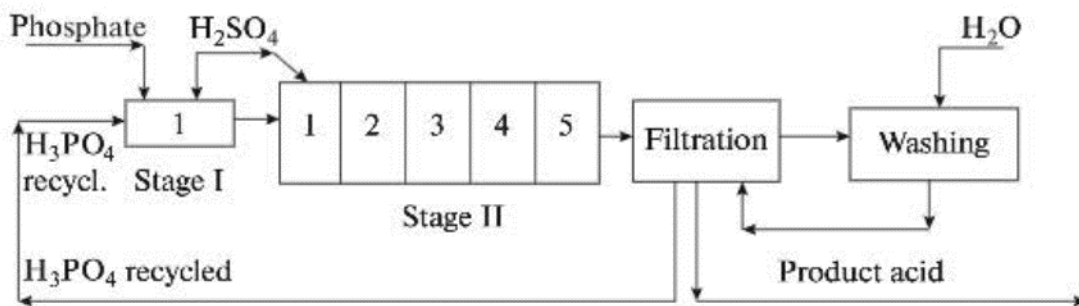 Phosphate
H₂SO₄
H₂O
1
1 2 3 4 5
Filtration
Washing
H₃PO₄
recycl.
Stage I
Stage II
H₃PO₄ recycled
Product acid